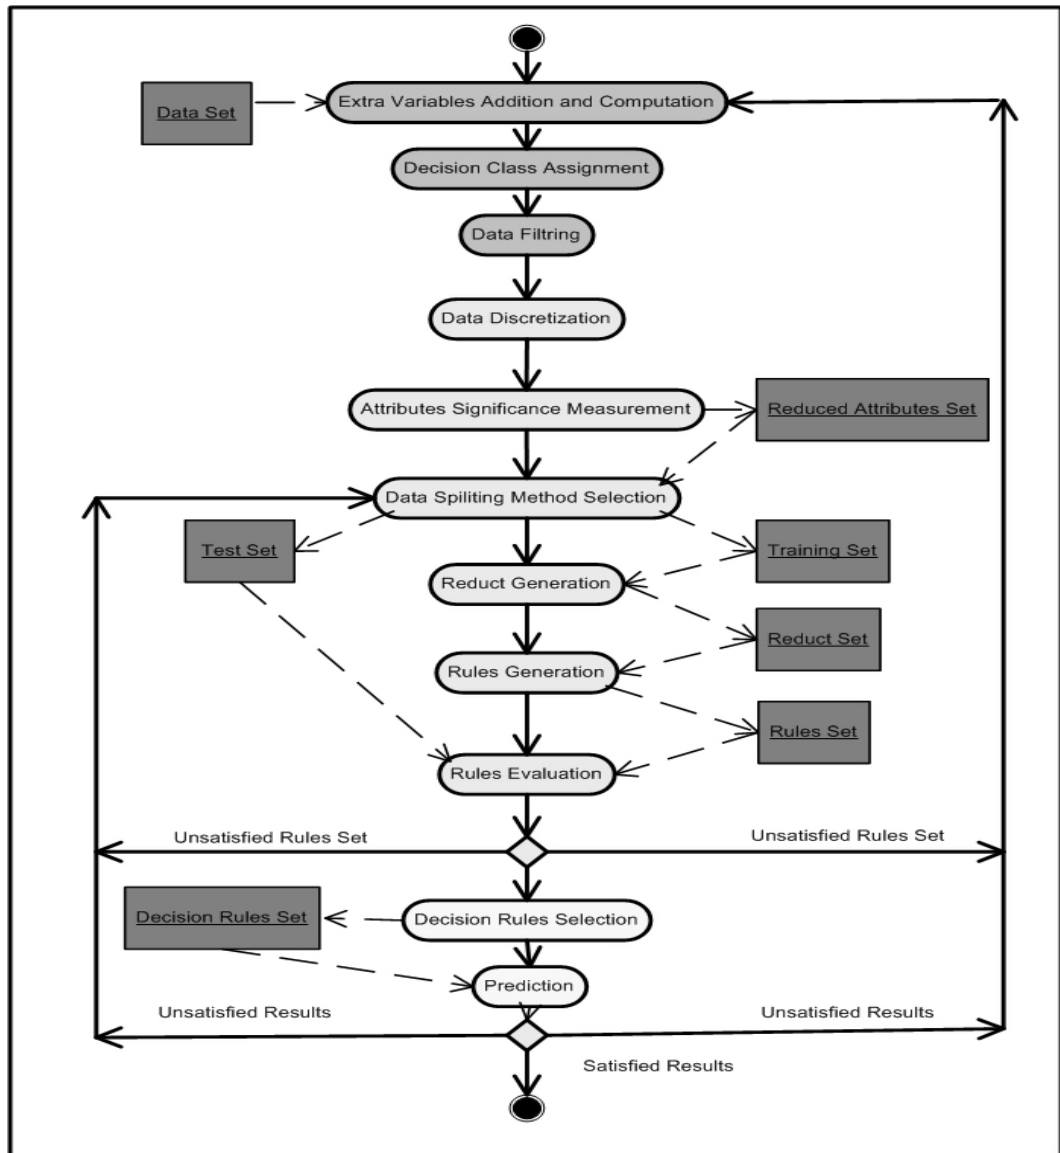 Extra Variables Addition and Computation
Data Set
Decision Class Assignment
Data Filtring
Data Discretization
Attributes Significance Measurement
Reduced Attributes Set
Data Spiliting Method Selection
Test Set
Training Set
Reduct Generation
Reduct Set
Rules Generation
Rules Set
Rules Evaluation
Unsatisfied Rules Set
Unsatisfied Rules Set
Decision Rules Set
Decision Rules Selection
Prediction
Unsatisfied Results
Unsatisfied Results
Satisfied Results